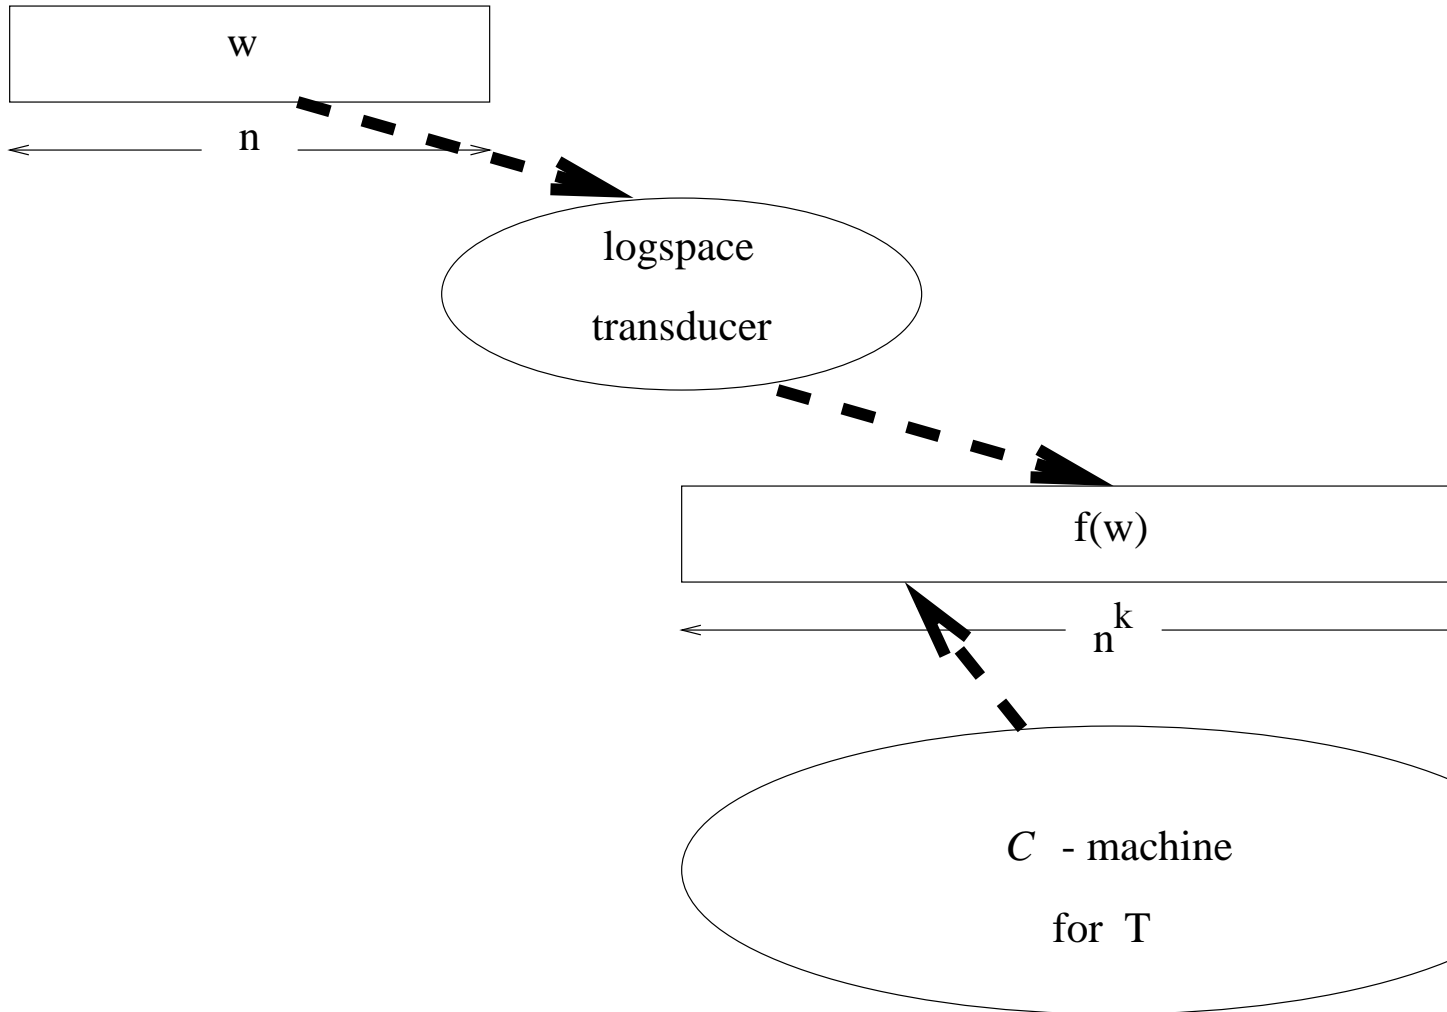 w
n
logspace
transducer
f(w)
n^k
C - machine
for T